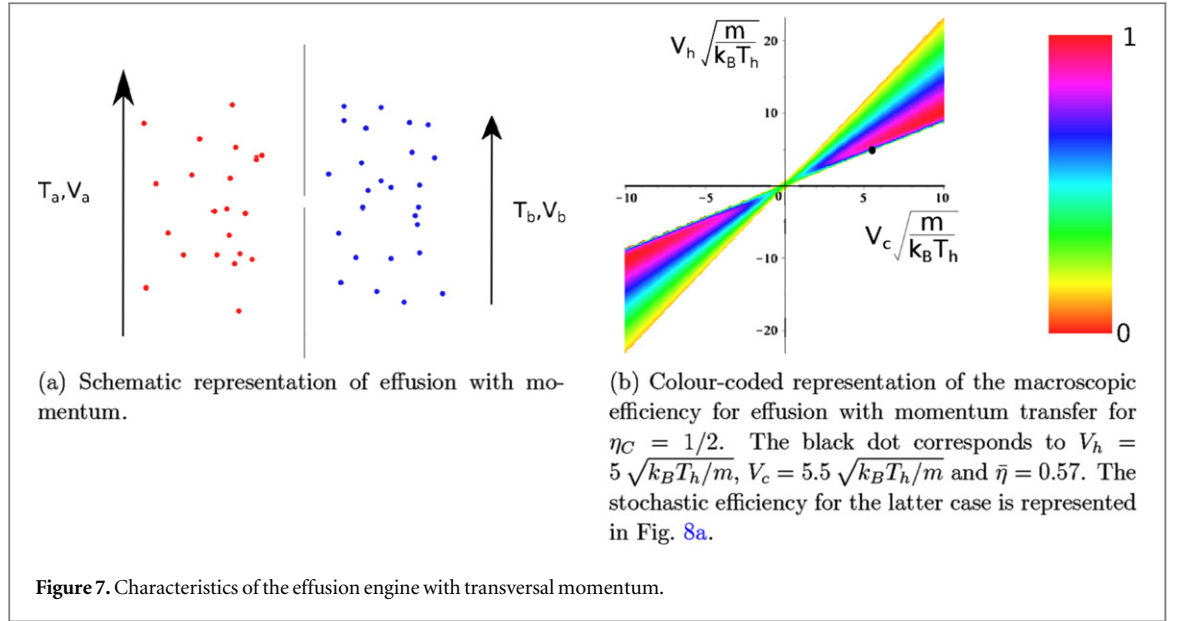 T_a,V_a
T_b,V_b
(a) Schematic representation of effusion with mo-
mentum.
V_h √(m/(k_B T_h))
20
10
-10
-5
0
5
10
-10
-20
V_c √(m/(k_B T_h))
1
0
(b) Colour-coded representation of the macroscopic
efficiency for effusion with momentum transfer for
η_C = 1/2. The black dot corresponds to V_h =
5 √(k_B T_h/m), V_c = 5.5 √(k_B T_h/m) and η̄ = 0.57. The
stochastic efficiency for the latter case is represented
in Fig. 8a.
Figure 7. Characteristics of the effusion engine with transversal momentum.